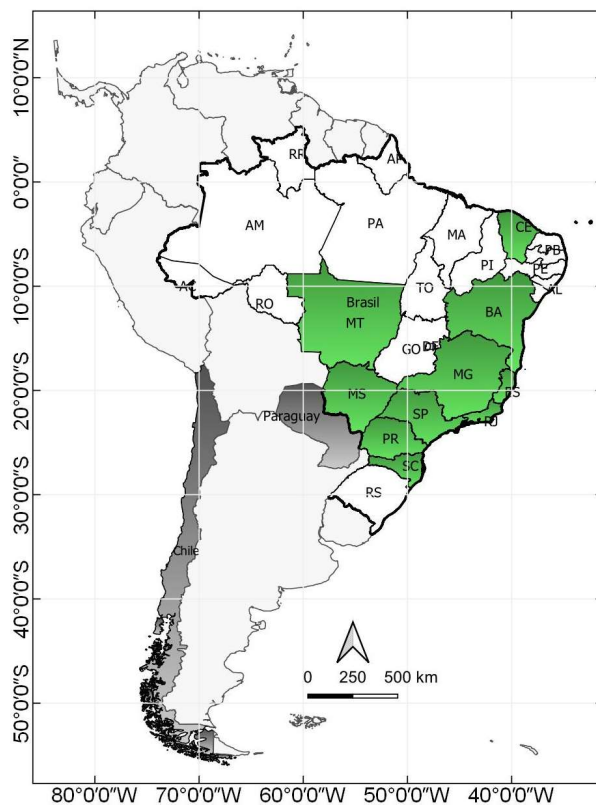 10°0'0"N
0°0'0"
10°0'0"S
20°0'0"S
30°0'0"S
40°0'0"S
50°0'0"S
RR
AP
AM
PA
MA
CE
PB
PI
PE
AC
AL
RO
TO
Brasil
MT
BA
GO
DF
MG
ES
MS
Paraguay
SP
RJ
PR
SC
RS
Chile
0 250 500 km
80°0'0"W 70°0'0"W 60°0'0"W 50°0'0"W 40°0'0"W